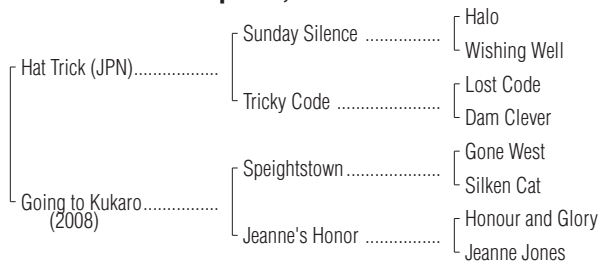 Halo
Sunday Silence ..................
Wishing Well
Hat Trick (JPN)..................
Lost Code
Tricky Code .....................
Dam Clever
Gone West
Speightstown....................
Silken Cat
Going to Kukaro................
(2008)
Honour and Glory
Jeanne's Honor ................
Jeanne Jones